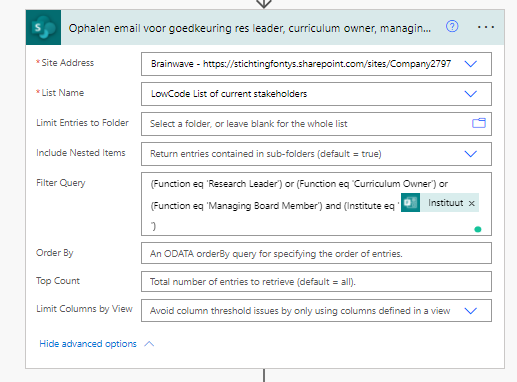 Ophalen email voor goedkeuring res leader, curriculum owner, managin...
* Site Address
Brainwave - https://stichtingfontys.sharepoint.com/sites/Company2797
* List Name
LowCode List of current stakeholders
Limit Entries to Folder
Select a folder, or leave blank for the whole list
Include Nested Items
Return entries contained in sub-folders (default = true)
Filter Query
(Function eq 'Research Leader') or (Function eq 'Curriculum Owner') or
(Function eq 'Managing Board Member') and (Institute eq ' Instituut ×
')
Order By
An ODATA orderBy query for specifying the order of entries.
Top Count
Total number of entries to retrieve (default = all).
Limit Columns by View
Avoid column threshold issues by only using columns defined in a view
Hide advanced options